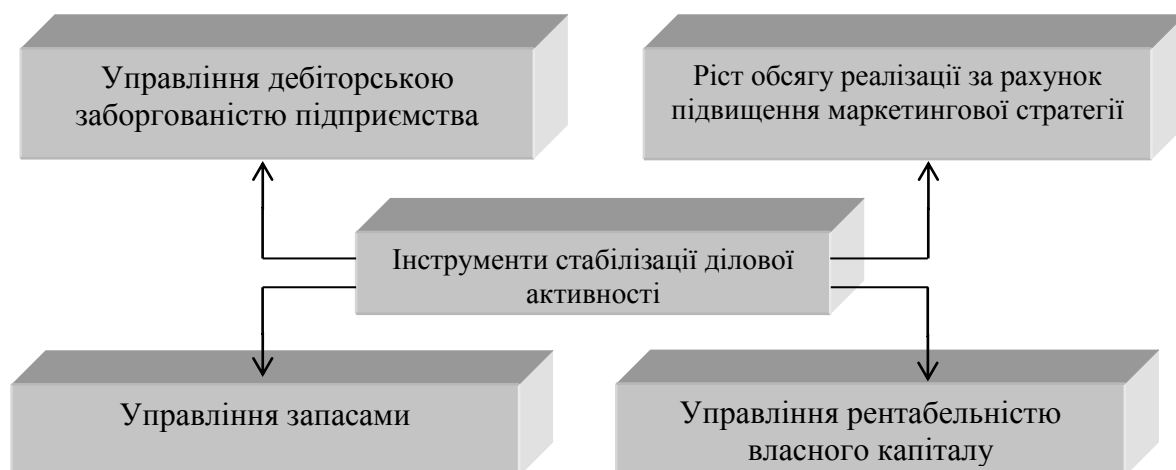 Управління дебіторською
заборгованістю підприємства
Ріст обсягу реалізації за рахунок
підвищення маркетингової стратегії
Інструменти стабілізації ділової
активності
Управління запасами
Управління рентабельністю
власного капіталу